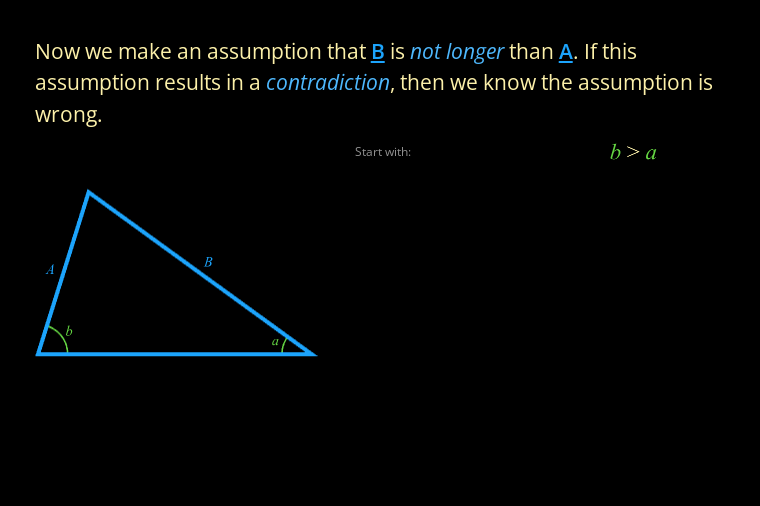 Now we make an assumption that B is not longer than A. If this
assumption results in a contradiction, then we know the assumption is
wrong.
Start with: b > a
A
B
b
a